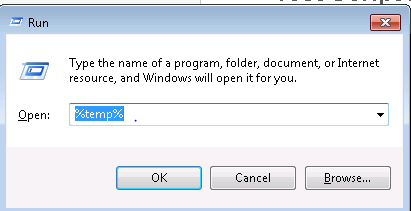 Run
Type the name of a program, folder, document, or Internet
resource, and Windows will open it for you.
Open: %temp%
OK Cancel Browse...